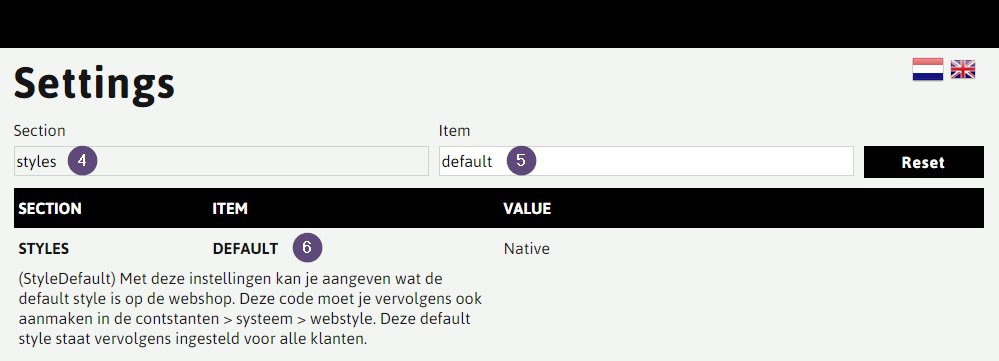 Settings
Section Item
styles 4 default 5 Reset
SECTION ITEM VALUE
STYLES DEFAULT 6 Native
(StyleDefault) Met deze instellingen kan je aangeven wat de
default style is op de webshop. Deze code moet je vervolgens ook
aanmaken in de contstanten > systeem > webstyle. Deze default
style staat vervolgens ingesteld voor alle klanten.